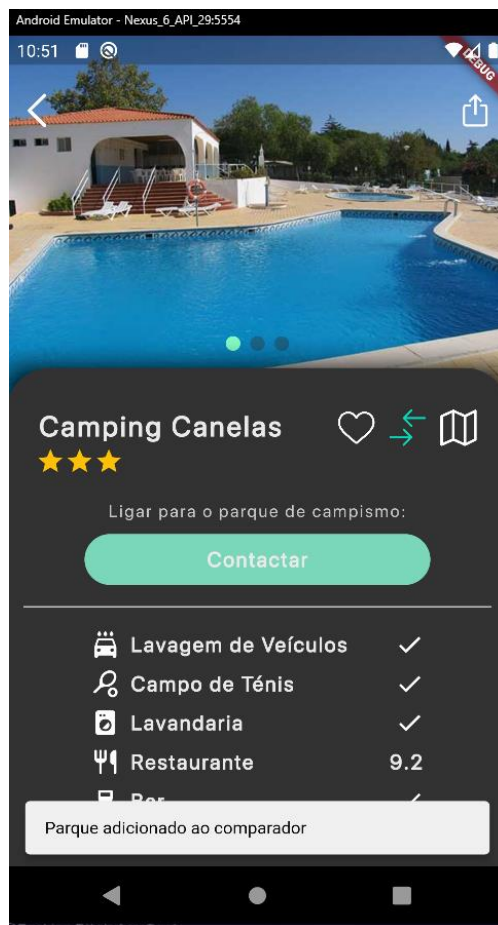 Android Emulator - Nexus_6_API_29:5554
10:51
DEBUG
Camping Canelas
Ligar para o parque de campismo:
Contactar
Lavagem de Veículos
Campo de Ténis
Lavandaria
Restaurante 9.2
Bar
Parque adicionado ao comparador